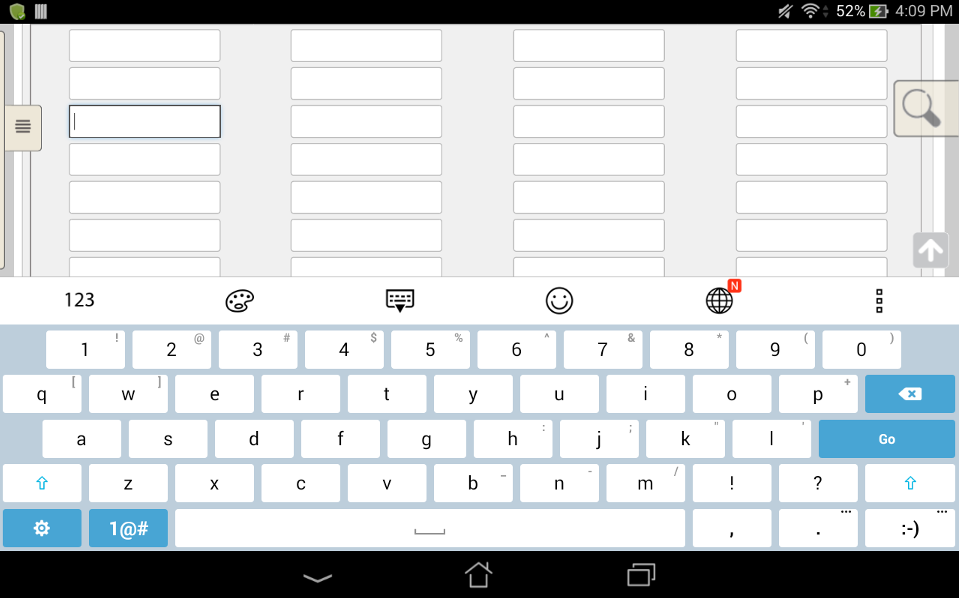 52% 4:09 PM
123 N
! @ # $ % ^ & * ( )
1 2 3 4 5 6 7 8 9 0
[ ] +
q w e r t y u i o p
: ; " '
a s d f g h j k l Go
_ - /
z x c v b n m ! ?
1@# , ... . ... :-)